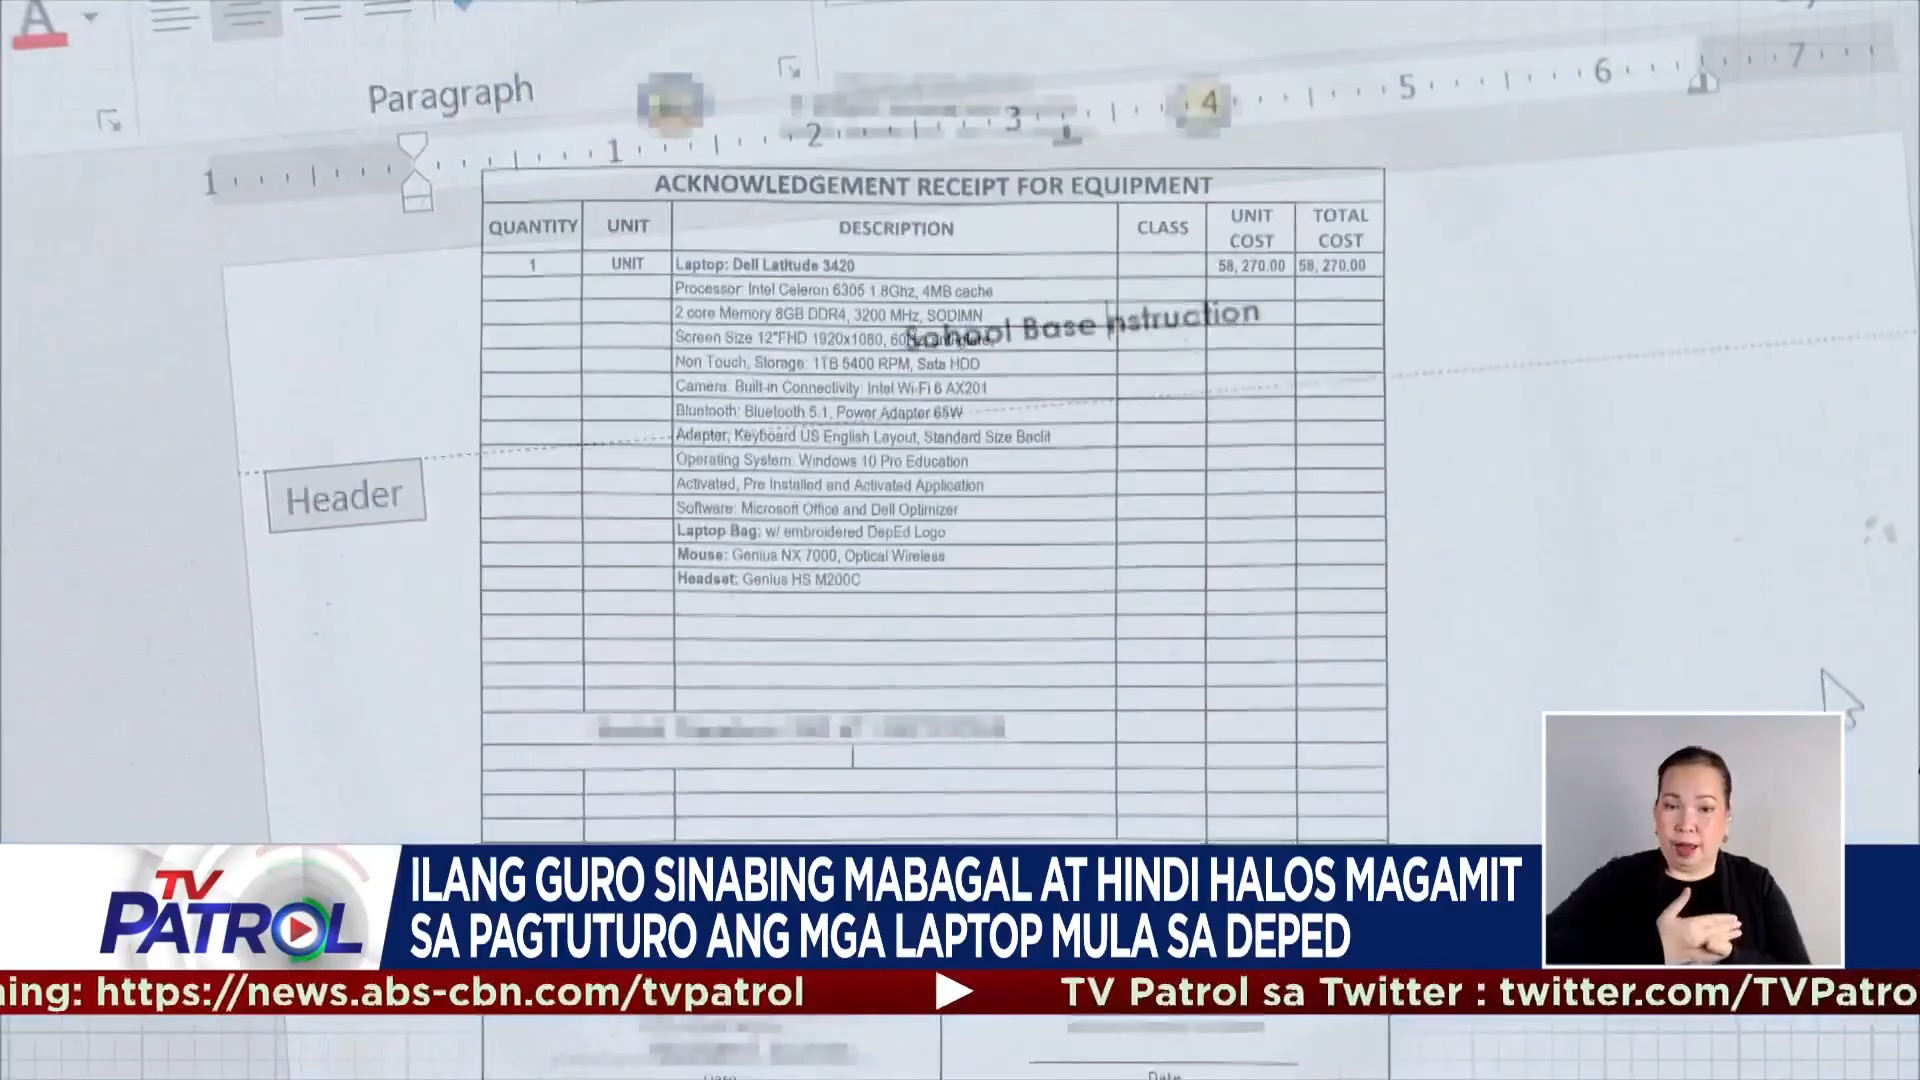 A
Paragraph
1 1 2 3 4 5 6 7
ACKNOWLEDGEMENT RECEIPT FOR EQUIPMENT
QUANTITY UNIT DESCRIPTION CLASS UNIT COST TOTAL COST
1 UNIT Laptop: Dell Latitude 3420 58, 270.00 58, 270.00
Processor: Intel Celeron 6305 1.8Ghz, 4MB cache
2 core Memory 8GB DDR4, 3200 MHz, SODIMN
School Base nstruction
Screen Size 12"FHD 1920x1080,
Non Touch, Storage: 1TB 5400 RPM, Sata HDD
Camera: Built-in Connectivity: Intel Wi-Fi 6 AX201
Bluetooth: Bluetooth 5.1, Power Adapter 65W
Adapter, Keyboard US English Layout, Standard Size Baclit
Operating System: Windows 10 Pro Education
Activated, Pre Installed and Activated Application
Software: Microsoft Office and Dell Optimizer
Laptop Bag: w/ embroidered DepEd Logo
Mouse: Genius NX 7000, Optical Wireless
Headset: Genius HS M200C
Header
TV PATROL
ILANG GURO SINABING MABAGAL AT HINDI HALOS MAGAMIT
SA PAGTUTURO ANG MGA LAPTOP MULA SA DEPED
ning: https://news.abs-cbn.com/tvpatrol TV Patrol sa Twitter : twitter.com/TVPatro
Date